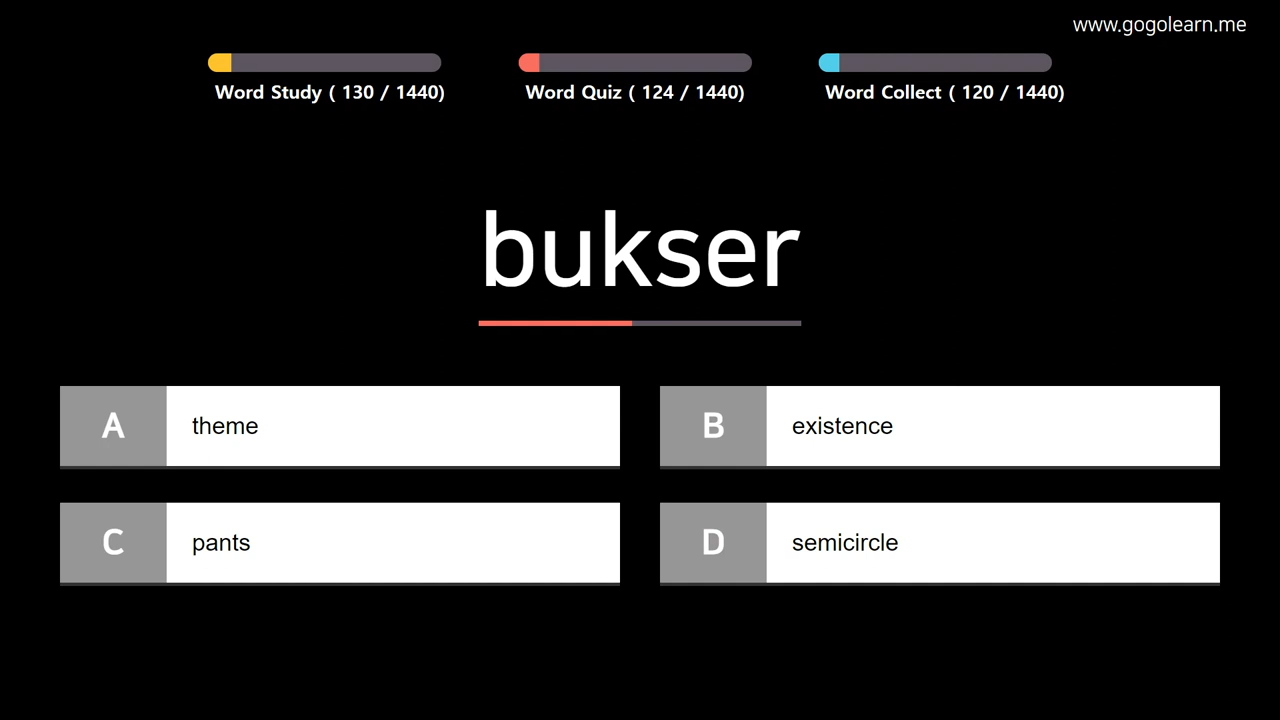 www.gogolearn.me
Word Study ( 130 / 1440)
Word Quiz ( 124 / 1440)
Word Collect ( 120 / 1440)
bukser
A theme
B existence
C pants
D semicircle